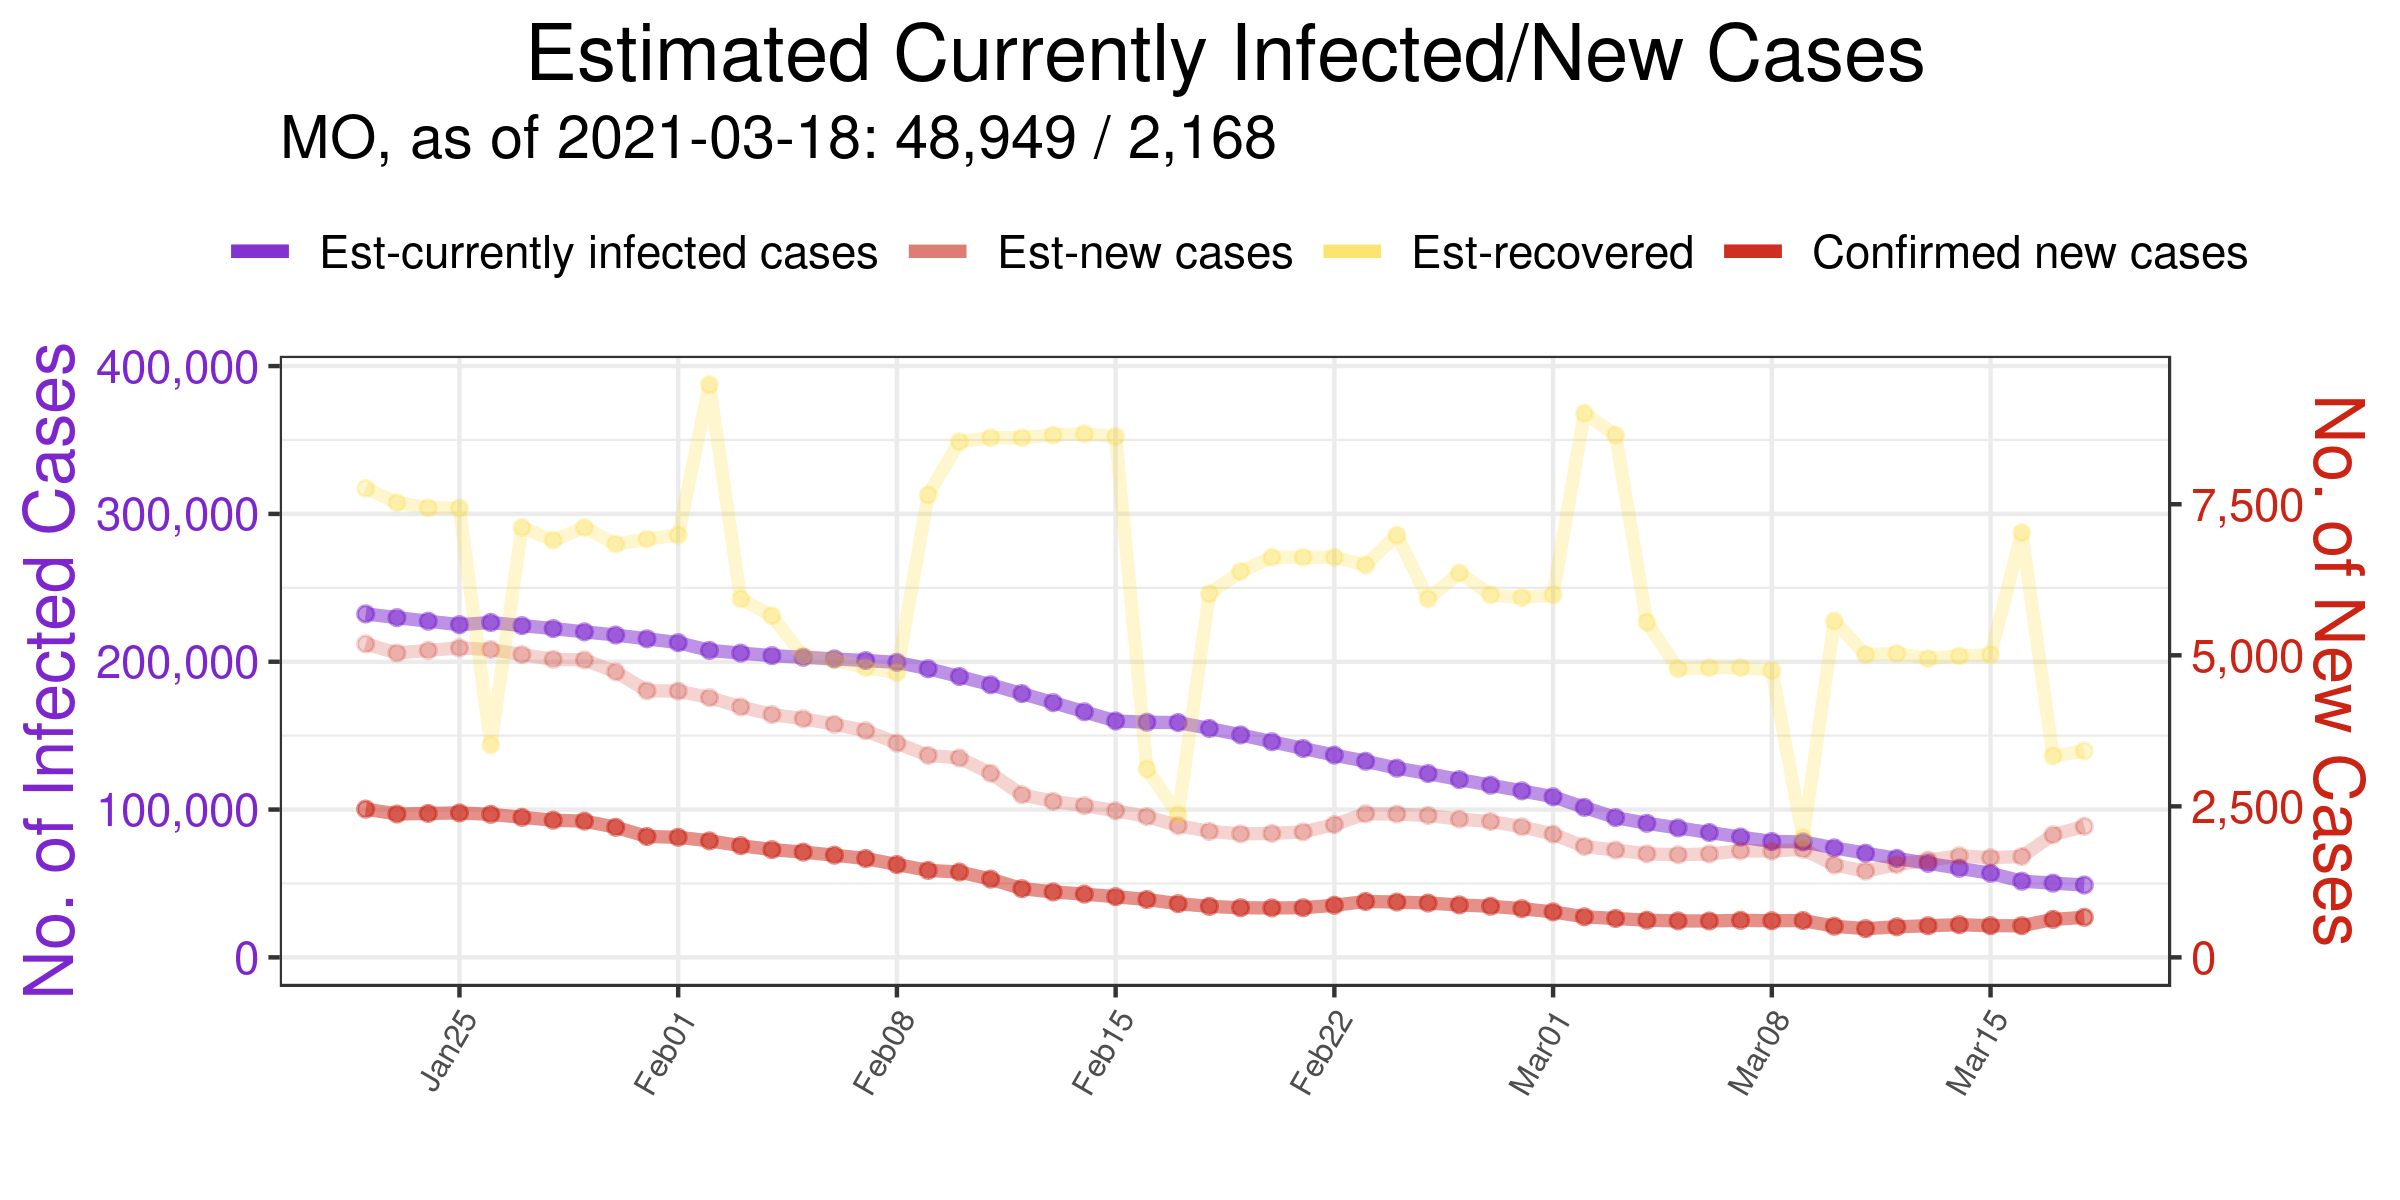 Estimated Currently Infected/New Cases
MO, as of 2021-03-18: 48,949 / 2,168
Est-currently infected cases Est-new cases Est-recovered Confirmed new cases
No. of Infected Cases
400,000
300,000
200,000
100,000
0
7,500
5,000
2,500
0
No. of New Cases
Jan25 Feb01 Feb08 Feb15 Feb22 Mar01 Mar08 Mar15